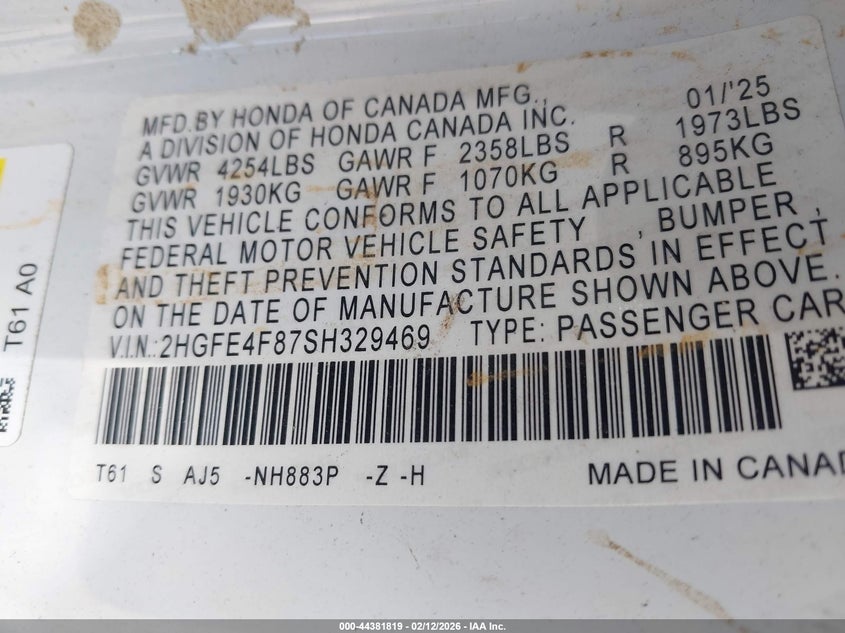 MFD.BY HONDA OF CANADA MFG., 01/'25
A DIVISION OF HONDA CANADA INC.
GVWR 4254LBS GAWR F 2358LBS R 1973LBS
GVWR 1930KG GAWR F 1070KG R 895KG
THIS VEHICLE CONFORMS TO ALL APPLICABLE
FEDERAL MOTOR VEHICLE SAFETY , BUMPER ,
AND THEFT PREVENTION STANDARDS IN EFFECT
ON THE DATE OF MANUFACTURE SHOWN ABOVE.
V.I.N.:2HGFE4F87SH329469 TYPE: PASSENGER CAR
T61 S AJ5 -NH883P -Z -H MADE IN CANAD
T61 A0
000-44381819 - 02/12/2026 - IAA Inc.